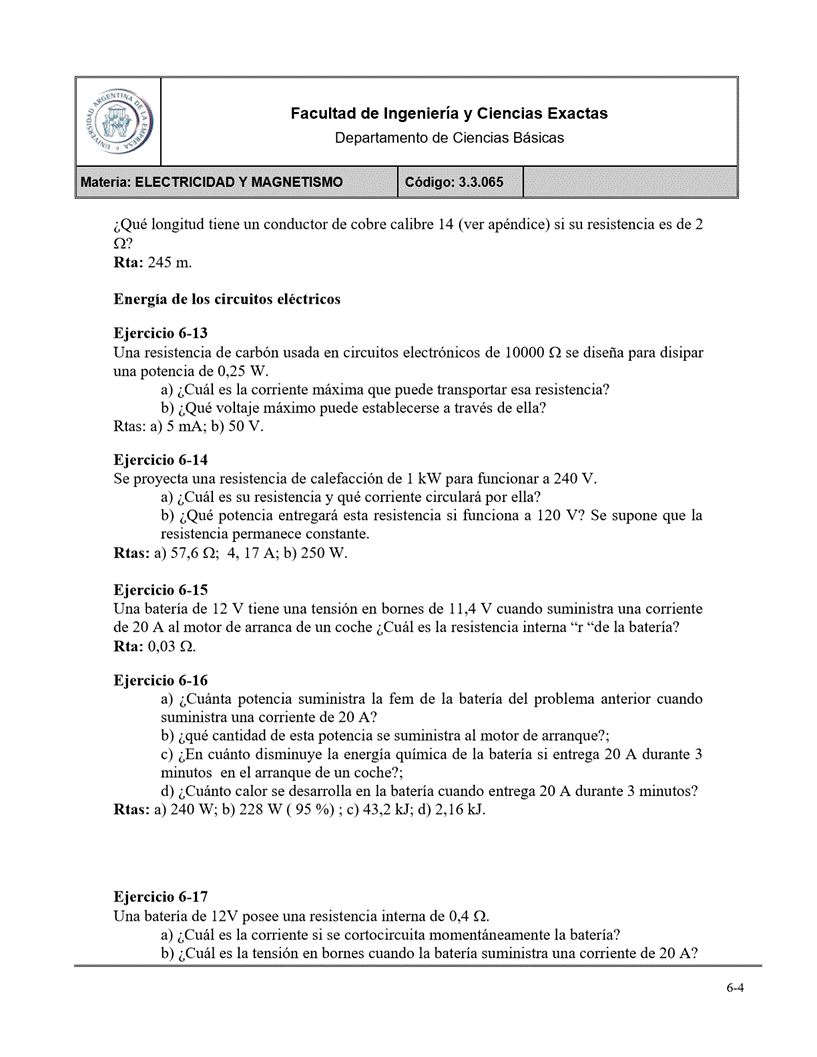 UNIVERSIDAD ARGENTINA DE LA EMPRESA
Facultad de Ingeniería y Ciencias Exactas
Departamento de Ciencias Básicas
Materia: ELECTRICIDAD Y MAGNETISMO
Código: 3.3.065
¿Qué longitud tiene un conductor de cobre calibre 14 (ver apéndice) si su resistencia es de 2
Ω?
Rta: 245 m.
Energía de los circuitos eléctricos
Ejercicio 6-13
Una resistencia de carbón usada en circuitos electrónicos de 10000 Ω se diseña para disipar
una potencia de 0,25 W.
a) ¿Cuál es la corriente máxima que puede transportar esa resistencia?
b) ¿Qué voltaje máximo puede establecerse a través de ella?
Rtas: a) 5 mA; b) 50 V.
Ejercicio 6-14
Se proyecta una resistencia de calefacción de 1 kW para funcionar a 240 V.
a) ¿Cuál es su resistencia y qué corriente circulará por ella?
b) ¿Qué potencia entregará esta resistencia si funciona a 120 V? Se supone que la
resistencia permanece constante.
Rtas: a) 57,6 Ω; 4, 17 A; b) 250 W.
Ejercicio 6-15
Una batería de 12 V tiene una tensión en bornes de 11,4 V cuando suministra una corriente
de 20 A al motor de arranca de un coche ¿Cuál es la resistencia interna “r “de la batería?
Rta: 0,03 Ω.
Ejercicio 6-16
a) ¿Cuánta potencia suministra la fem de la batería del problema anterior cuando
suministra una corriente de 20 A?
b) ¿qué cantidad de esta potencia se suministra al motor de arranque?;
c) ¿En cuánto disminuye la energía química de la batería si entrega 20 A durante 3
minutos en el arranque de un coche?;
d) ¿Cuánto calor se desarrolla en la batería cuando entrega 20 A durante 3 minutos?
Rtas: a) 240 W; b) 228 W ( 95 %) ; c) 43,2 kJ; d) 2,16 kJ.
Ejercicio 6-17
Una batería de 12V posee una resistencia interna de 0,4 Ω.
a) ¿Cuál es la corriente si se cortocircuita momentáneamente la batería?
b) ¿Cuál es la tensión en bornes cuando la batería suministra una corriente de 20 A?
6-4